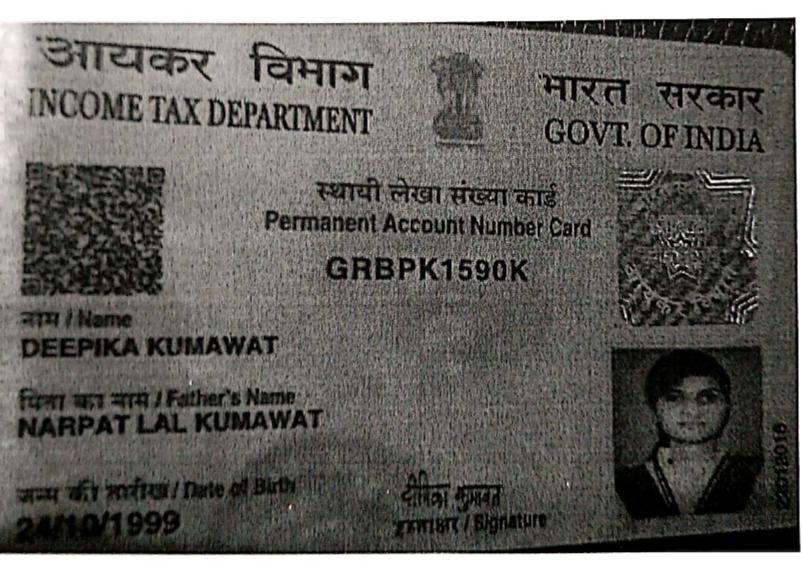 आयकर विभाग
INCOME TAX DEPARTMENT
भारत सरकार
GOVT. OF INDIA
स्थायी लेखा संख्या कार्ड
Permanent Account Number Card
GRBPK1590K
नाम / Name
DEEPIKA KUMAWAT
पिता का नाम / Father's Name
NARPAT LAL KUMAWAT
जन्म की तारीख / Date of Birth
24/10/1999
दीपिका कुमावत
हस्ताक्षर / Signature